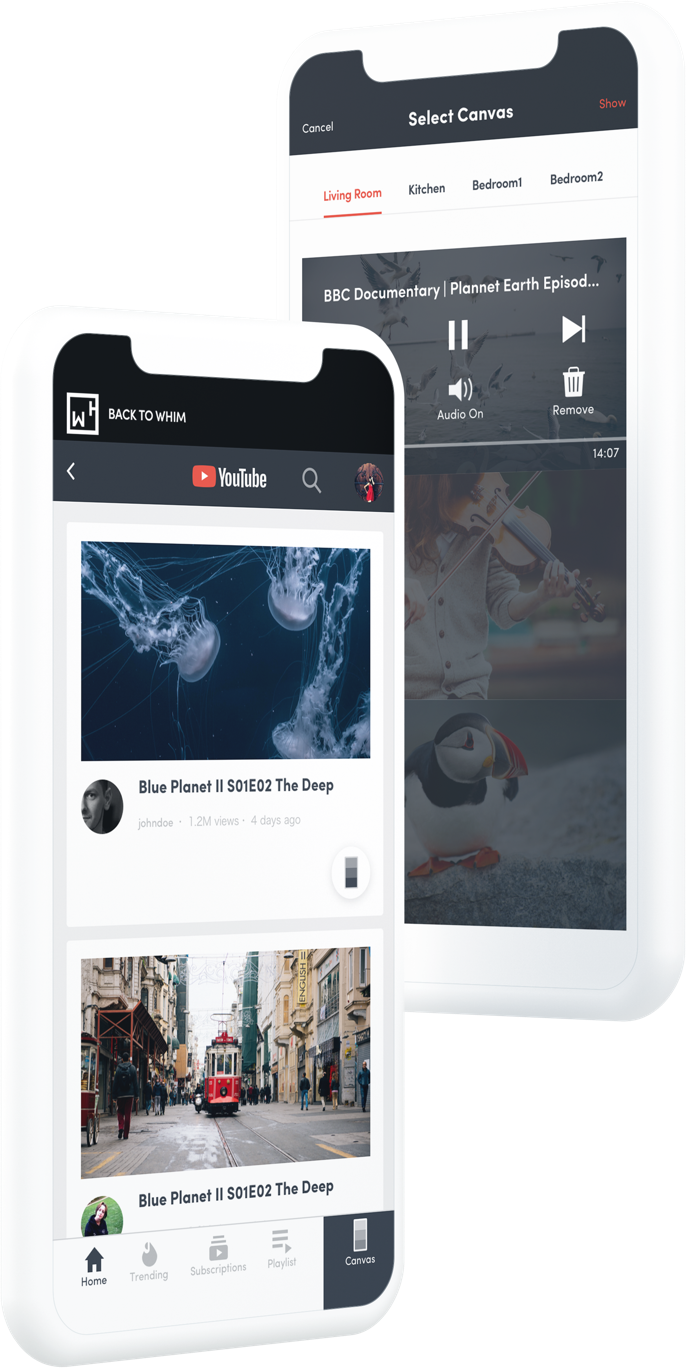 Cancel
Select Canvas
Show
Living Room
Kitchen
Bedroom1
Bedroom2
BBC Documentary | Plannet Earth Episod...
Audio On
Remove
14:07
WH
BACK TO WHIM
YouTube
Blue Planet II S01E02 The Deep
johndoe · 1.2M views · 4 days ago
ENGLISH II
Blue Planet II S01E02 The Deep
Home
Trending
Subscriptions
Playlist
Canvas